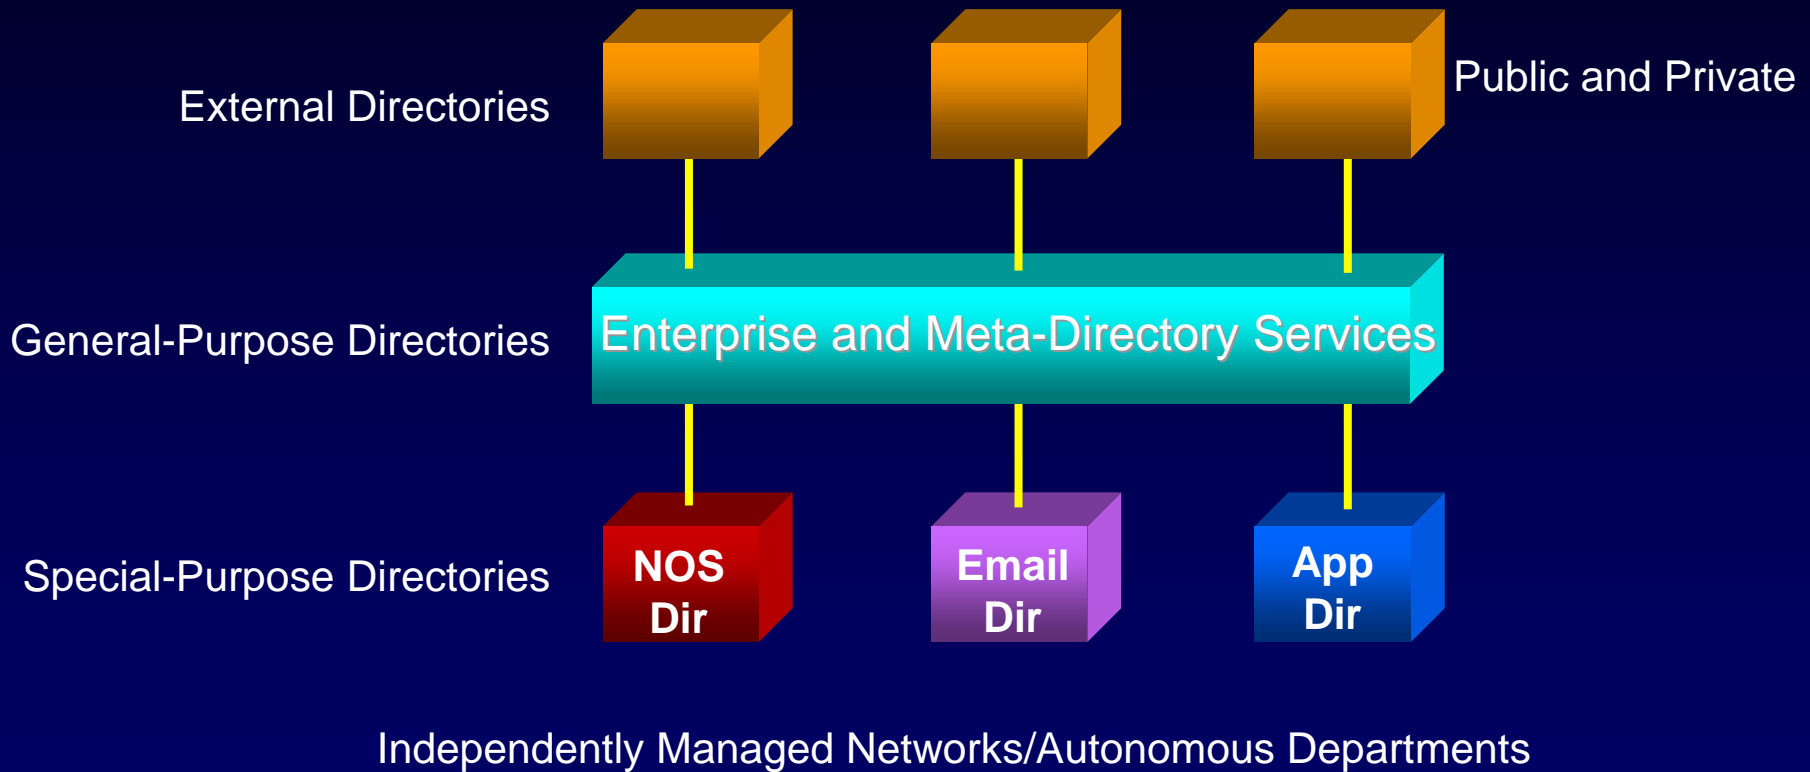 External Directories
Public and Private
General-Purpose Directories
Enterprise and Meta-Directory Services
Special-Purpose Directories
NOS
Dir
Email
Dir
App
Dir
Independently Managed Networks/Autonomous Departments